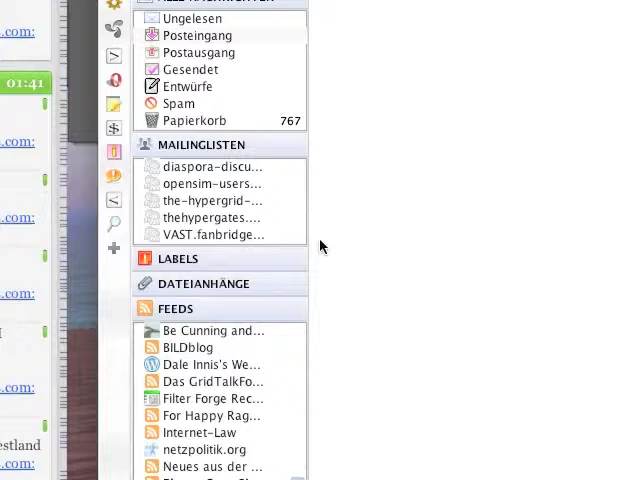 .com:
01:41
.com:
.com:
.com:
.com:
estland
.com:
Ungelesen
Posteingang
Postausgang
Gesendet
Entwürfe
Spam
Papierkorb 767
MAILINGLISTEN
diaspora-discu...
opensim-users...
the-hypergrid-...
thehypergates....
VAST.fanbridge...
LABELS
DATEIANHÄNGE
FEEDS
Be Cunning and...
BILDblog
Dale Innis's We...
Das GridTalkFo...
Filter Forge Rec...
For Happy Rag...
Internet-Law
netzpolitik.org
Neues aus der ...